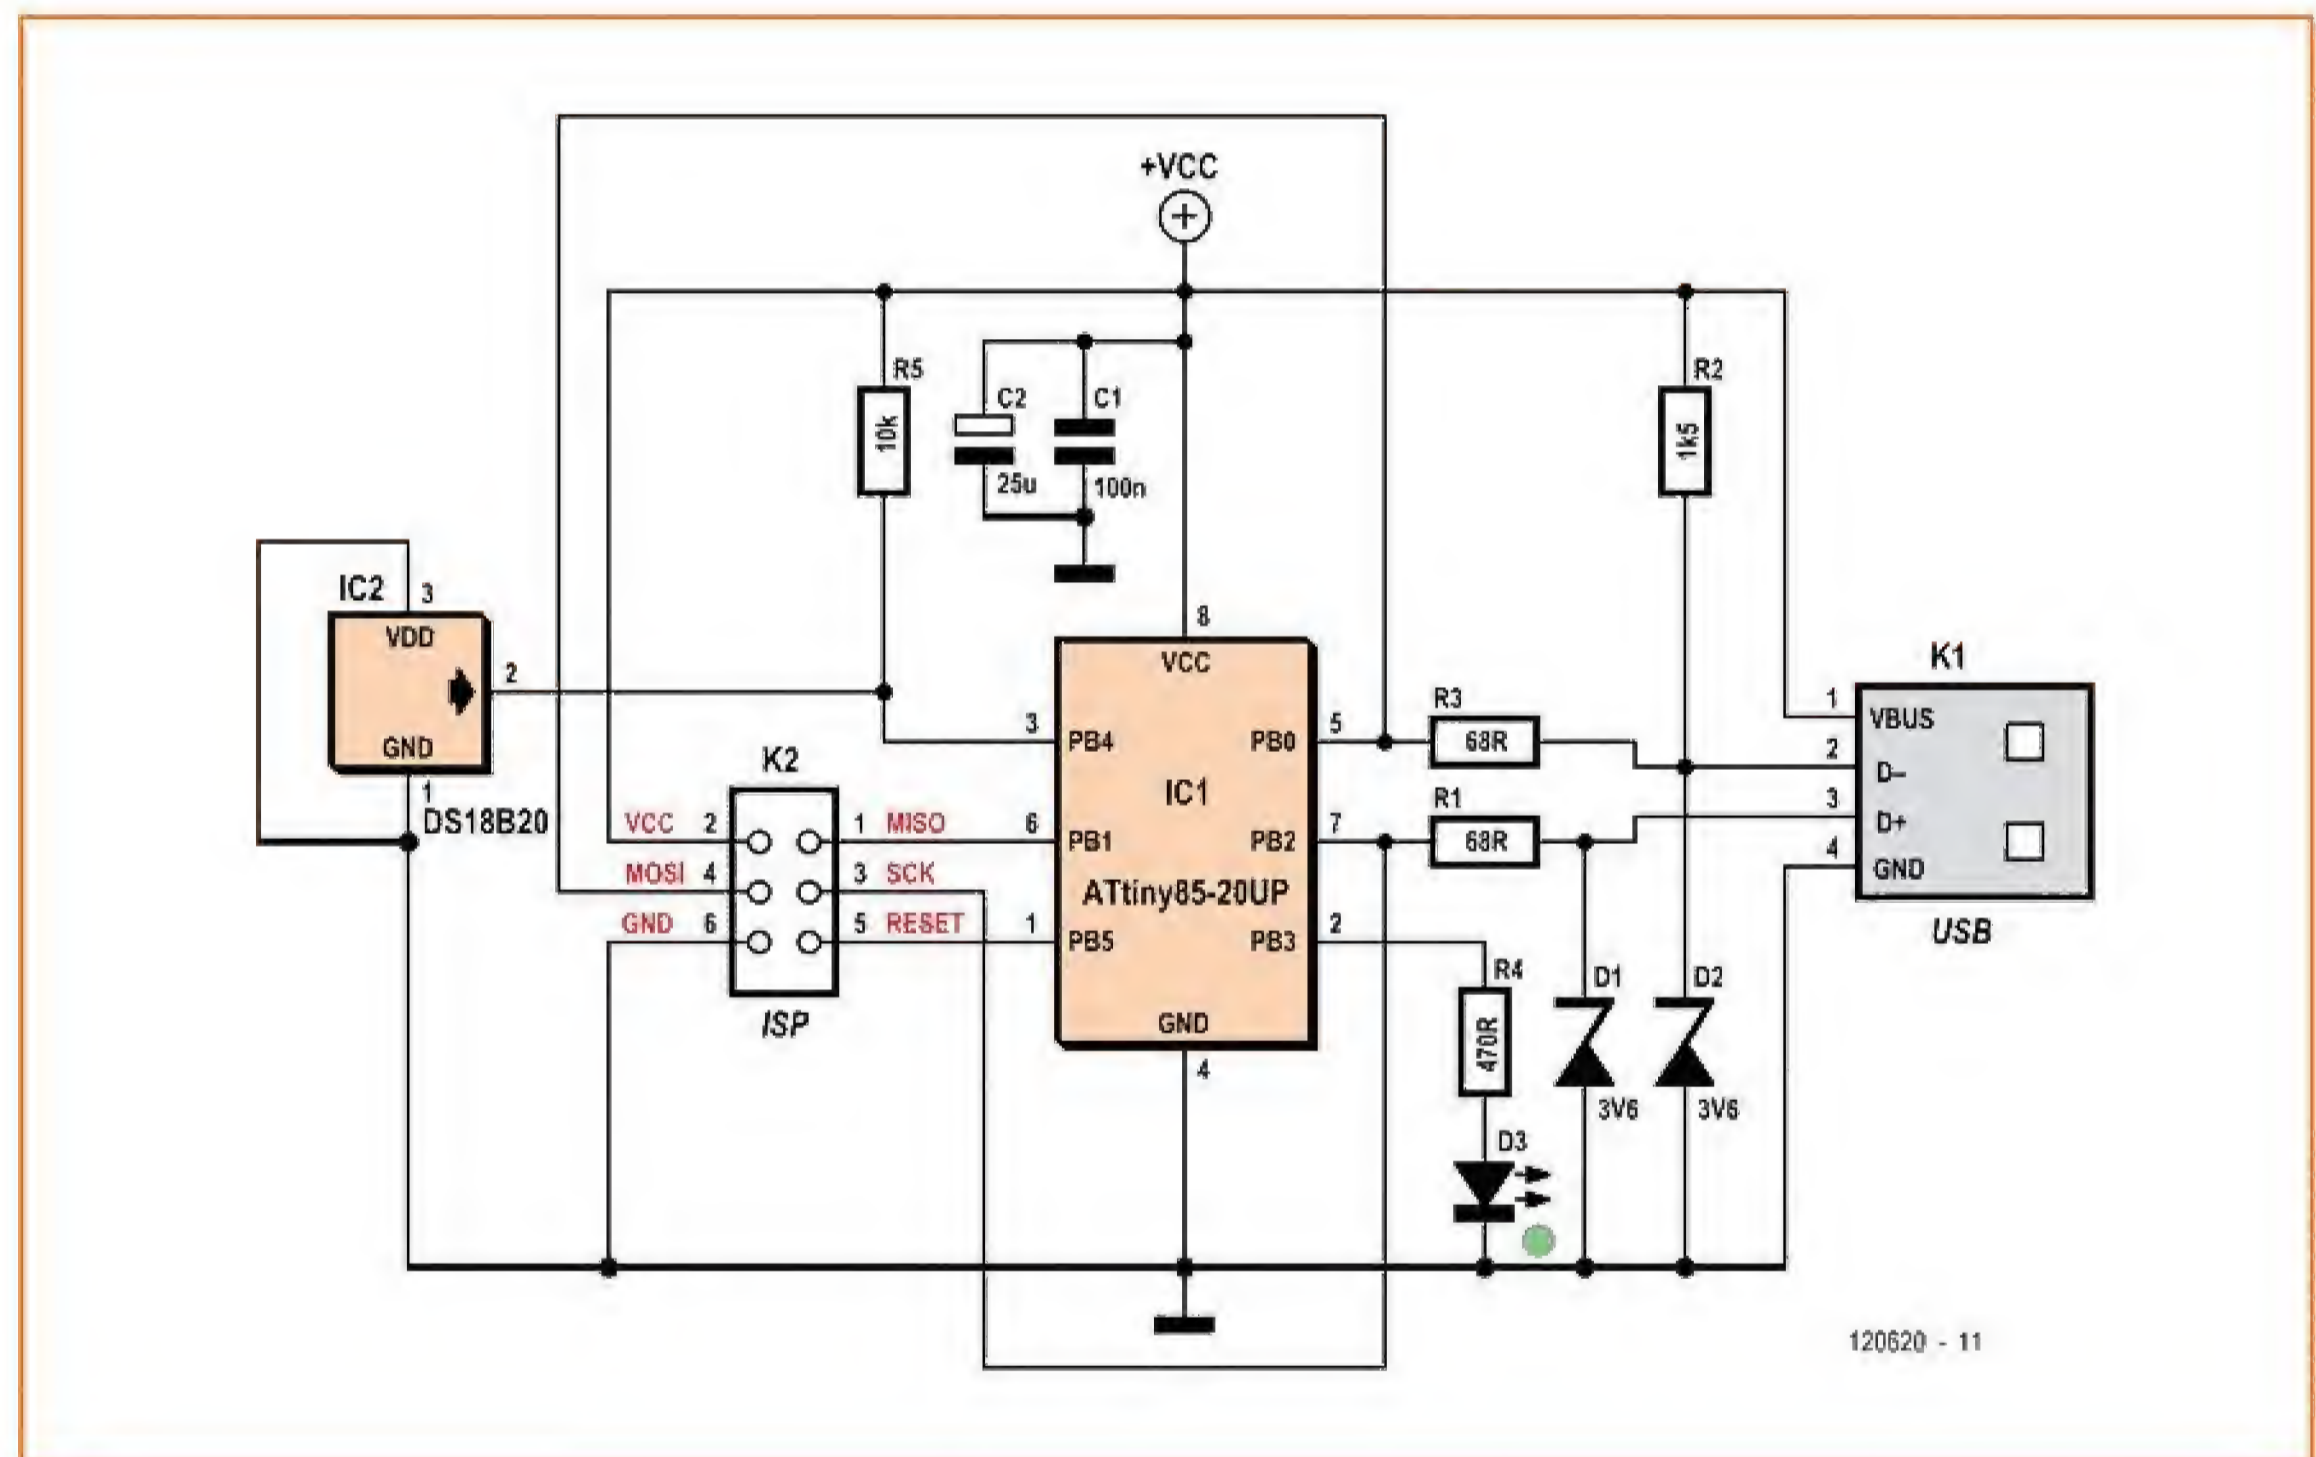 +VCC
R5
10k
C2
25u
C1
100n
R2
1k5
IC2
3
VDD
2
GND
1
DS18B20
8
VCC
3
PB4
PB0
5
IC1
6
PB1
PB2
7
ATtiny85-20UP
1
PB5
PB3
2
GND
4
K2
VCC 2
1 MISO
MOSI 4
3 SCK
GND 6
5 RESET
ISP
R3
68R
R1
68R
R4
470R
D3
D1
3V6
D2
3V6
K1
1
VBUS
2
D–
3
D+
4
GND
USB
120620 - 11